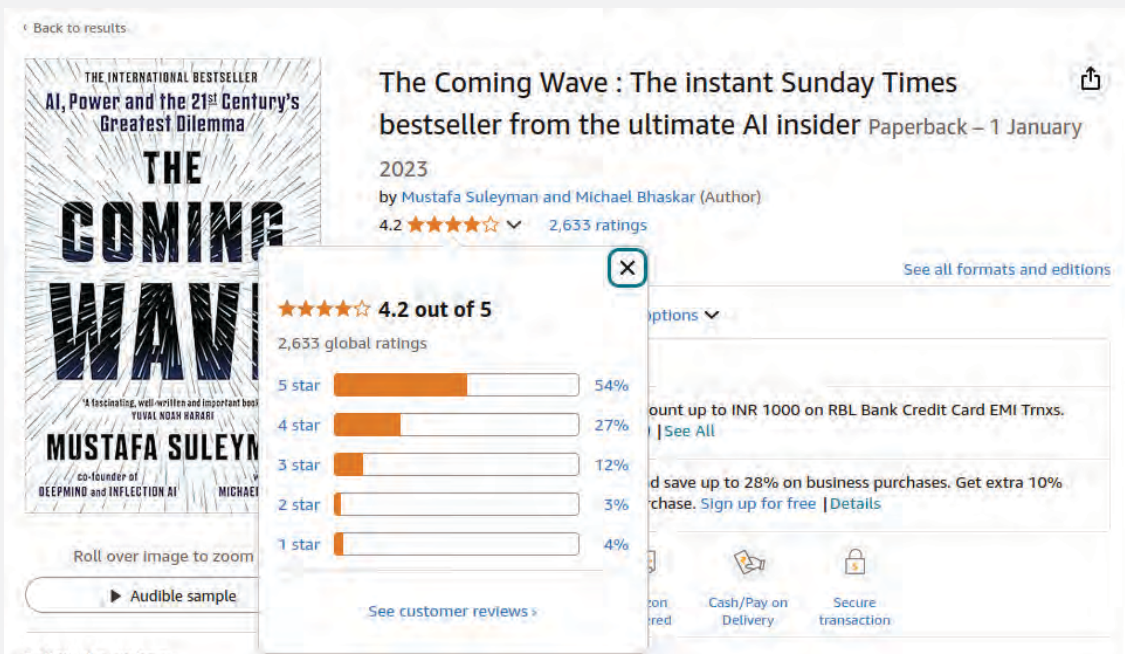 ‹ Back to results
THE INTERNATIONAL BESTSELLER
AI, Power and the 21st Century's
Greatest Dilemma
THE
COMING
WAV
'A fascinating, well-written and important book
YUVAL NOAH HARARI
MUSTAFA SULEYM
co-founder of
DEEPMIND and INFLECTION AI
MICHAEL
Roll over image to zoom
Audible sample
The Coming Wave : The instant Sunday Times
bestseller from the ultimate AI insider Paperback – 1 January
2023
by Mustafa Suleyman and Michael Bhaskar (Author)
4.2 2,633 ratings
See all formats and editions
4.2 out of 5
2,633 global ratings
5 star 54%
4 star 27%
3 star 12%
2 star 3%
1 star 4%
See customer reviews ›
ptions
ount up to INR 1000 on RBL Bank Credit Card EMI Trnxs.
| See All
d save up to 28% on business purchases. Get extra 10%
rchase. Sign up for free | Details
zon
red
Cash/Pay on
Delivery
Secure
transaction